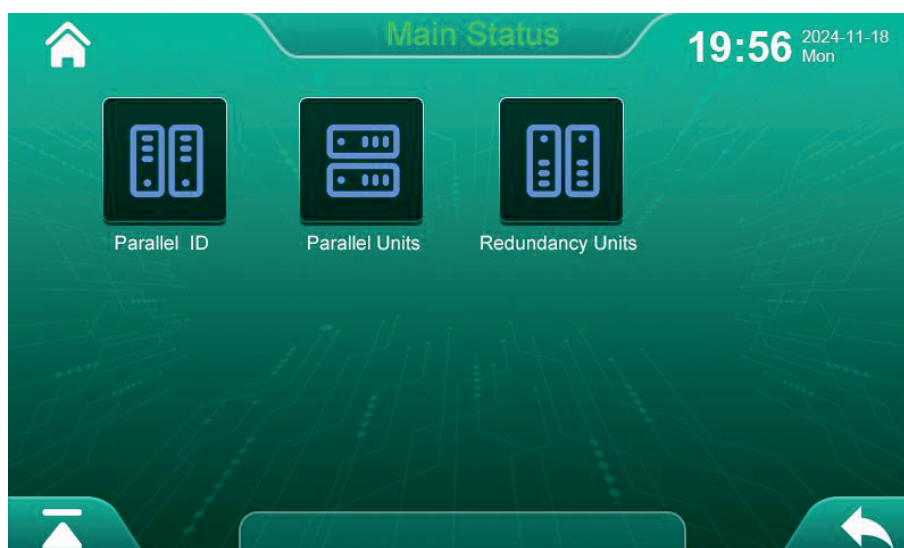 Main Status
19:56
2024-11-18
Mon
Parallel ID
Parallel Units
Redundancy Units